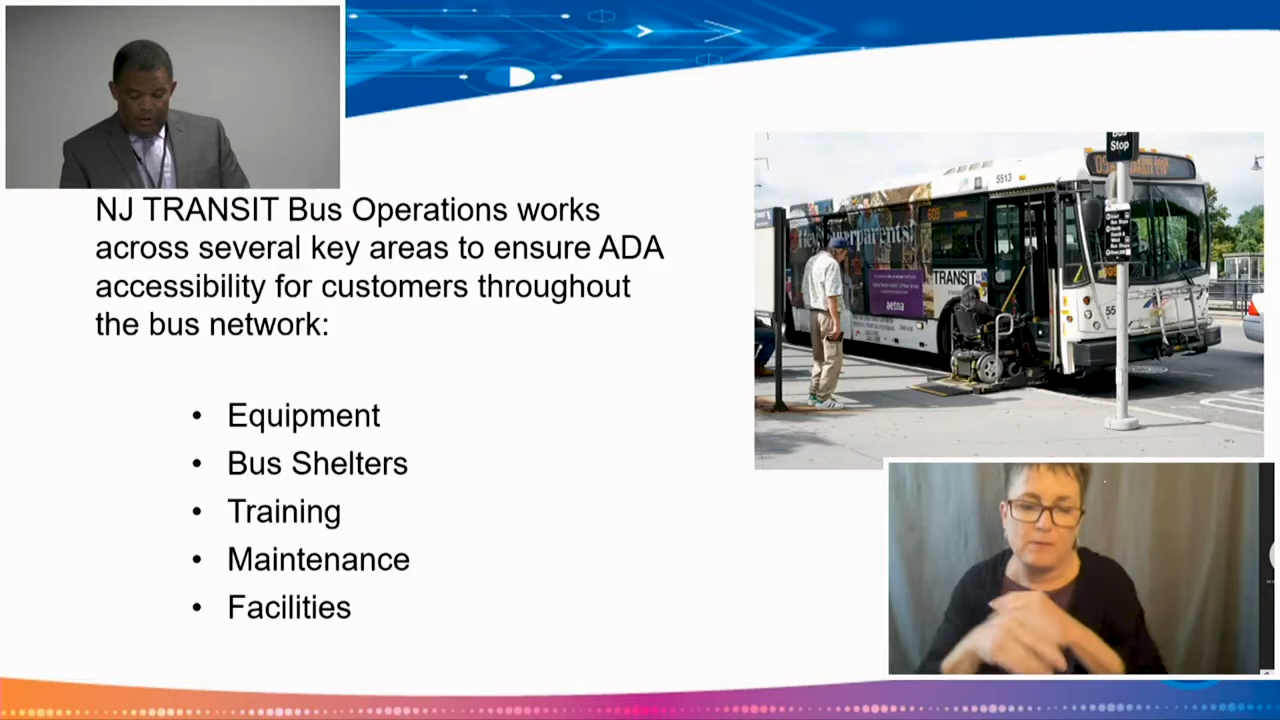 NJ TRANSIT Bus Operations works
across several key areas to ensure ADA
accessibility for customers throughout
the bus network:
• Equipment
• Bus Shelters
• Training
• Maintenance
• Facilities
Bus
Stop
5513
609
TRANSIT
aetna